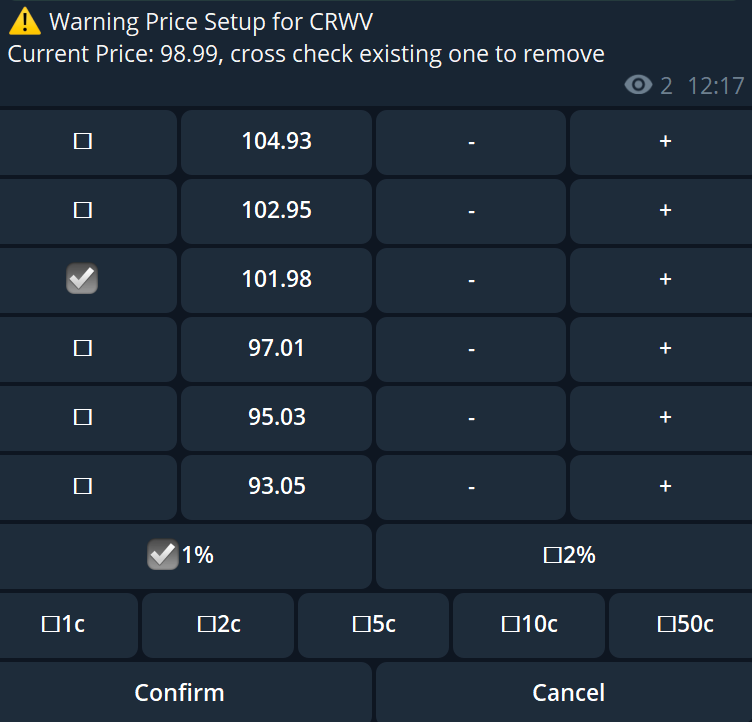 ⚠️ Warning Price Setup for CRWV
Current Price: 98.99, cross check existing one to remove
2 12:17
☐ 104.93 - +
☐ 102.95 - +
☑ 101.98 - +
☐ 97.01 - +
☐ 95.03 - +
☐ 93.05 - +
☑1% ☐2%
☐1c ☐2c ☐5c ☐10c ☐50c
Confirm Cancel